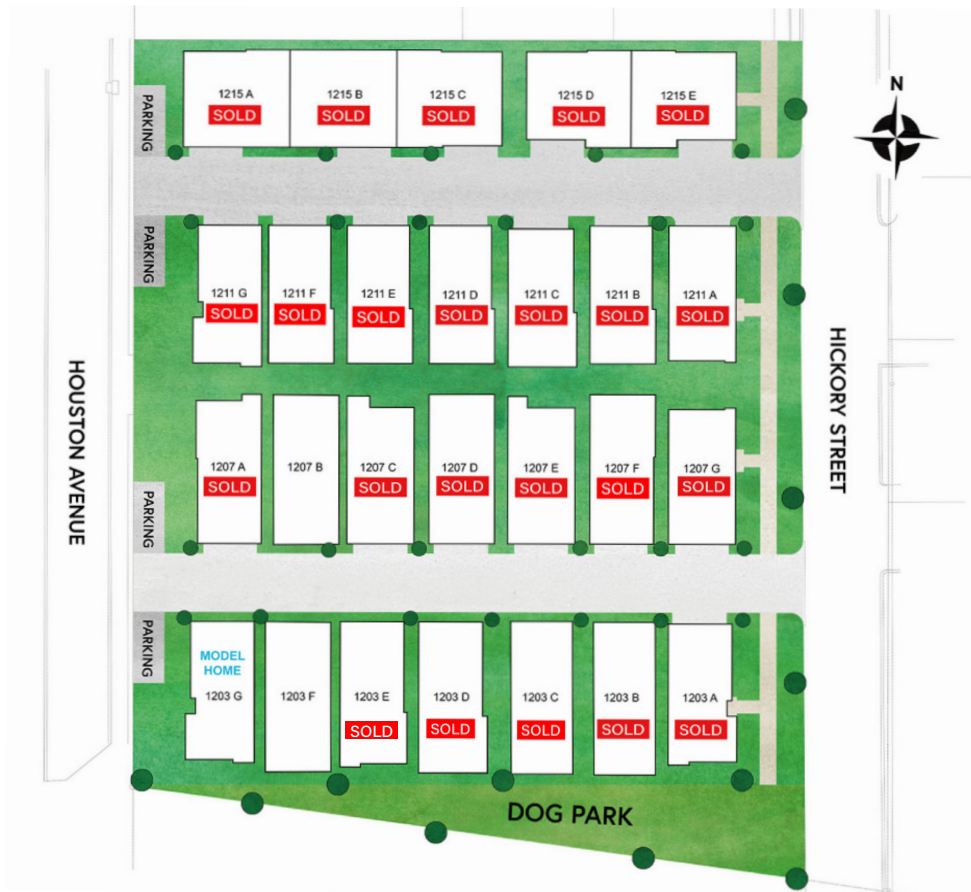 N
1215 A
SOLD
1215 B
SOLD
1215 C
SOLD
1215 D
SOLD
1215 E
SOLD
PARKING
PARKING
1211 G
SOLD
1211 F
SOLD
1211 E
SOLD
1211 D
SOLD
1211 C
SOLD
1211 B
SOLD
1211 A
SOLD
HOUSTON AVENUE
HICKORY STREET
1207 A
SOLD
1207 B
1207 C
SOLD
1207 D
SOLD
1207 E
SOLD
1207 F
SOLD
1207 G
SOLD
PARKING
PARKING
MODEL
HOME
1203 G
1203 F
1203 E
SOLD
1203 D
SOLD
1203 C
SOLD
1203 B
SOLD
1203 A
SOLD
DOG PARK